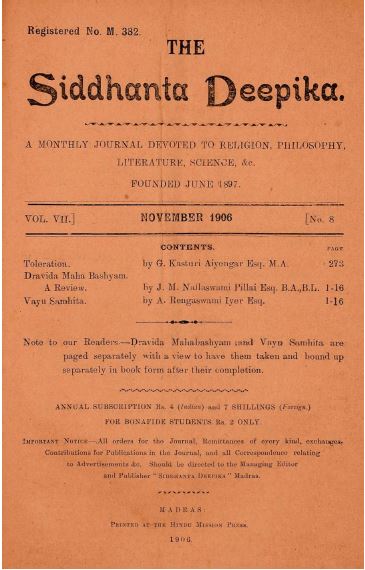 Registered No. M. 382.
THE
Siddhanta Deepika.
A MONTHLY JOURNAL DEVOTED TO RELIGION, PHILOSOPHY,
LITERATURE, SCIENCE, &c.
FOUNDED JUNE 1897.
VOL. VII.] NOVEMBER 1906 [No. 8
CONTENTS.
PAGE
Toleration. by G. Kasturi Aiyengar Esq. M.A. 273
Dravida Maha Bashyam.
A Review. by J. M. Nallaswami Pillai Esq. B.A.,B.L. 1-16
Vayu Samhita. by A. Rengaswami Iyer Esq. 1-16
Note to our Readers.—Dravida Mahabashyam and Vayu Samhita are
paged separately with a view to have them taken and bound up
separately in book form after their completion.
ANNUAL SUBSCRIPTION Rs. 4 (Indian) and 7 SHILLINGS (Foreign.)
FOR BONAFIDE STUDENTS Rs. 2 ONLY.
IMPORTANT NOTICE—All orders for the Journal, Remittances of every kind, exchanges,
Contributions for Publications in the Journal, and all Correspondence relating
to Advertisements &c. Should be directed to the Managing Editor
and Publisher "SIDDHANTA DEEPIKA" Madras.
MADRAS:
PRINTED AT THE HINDU MISSION PRESS.
1906.